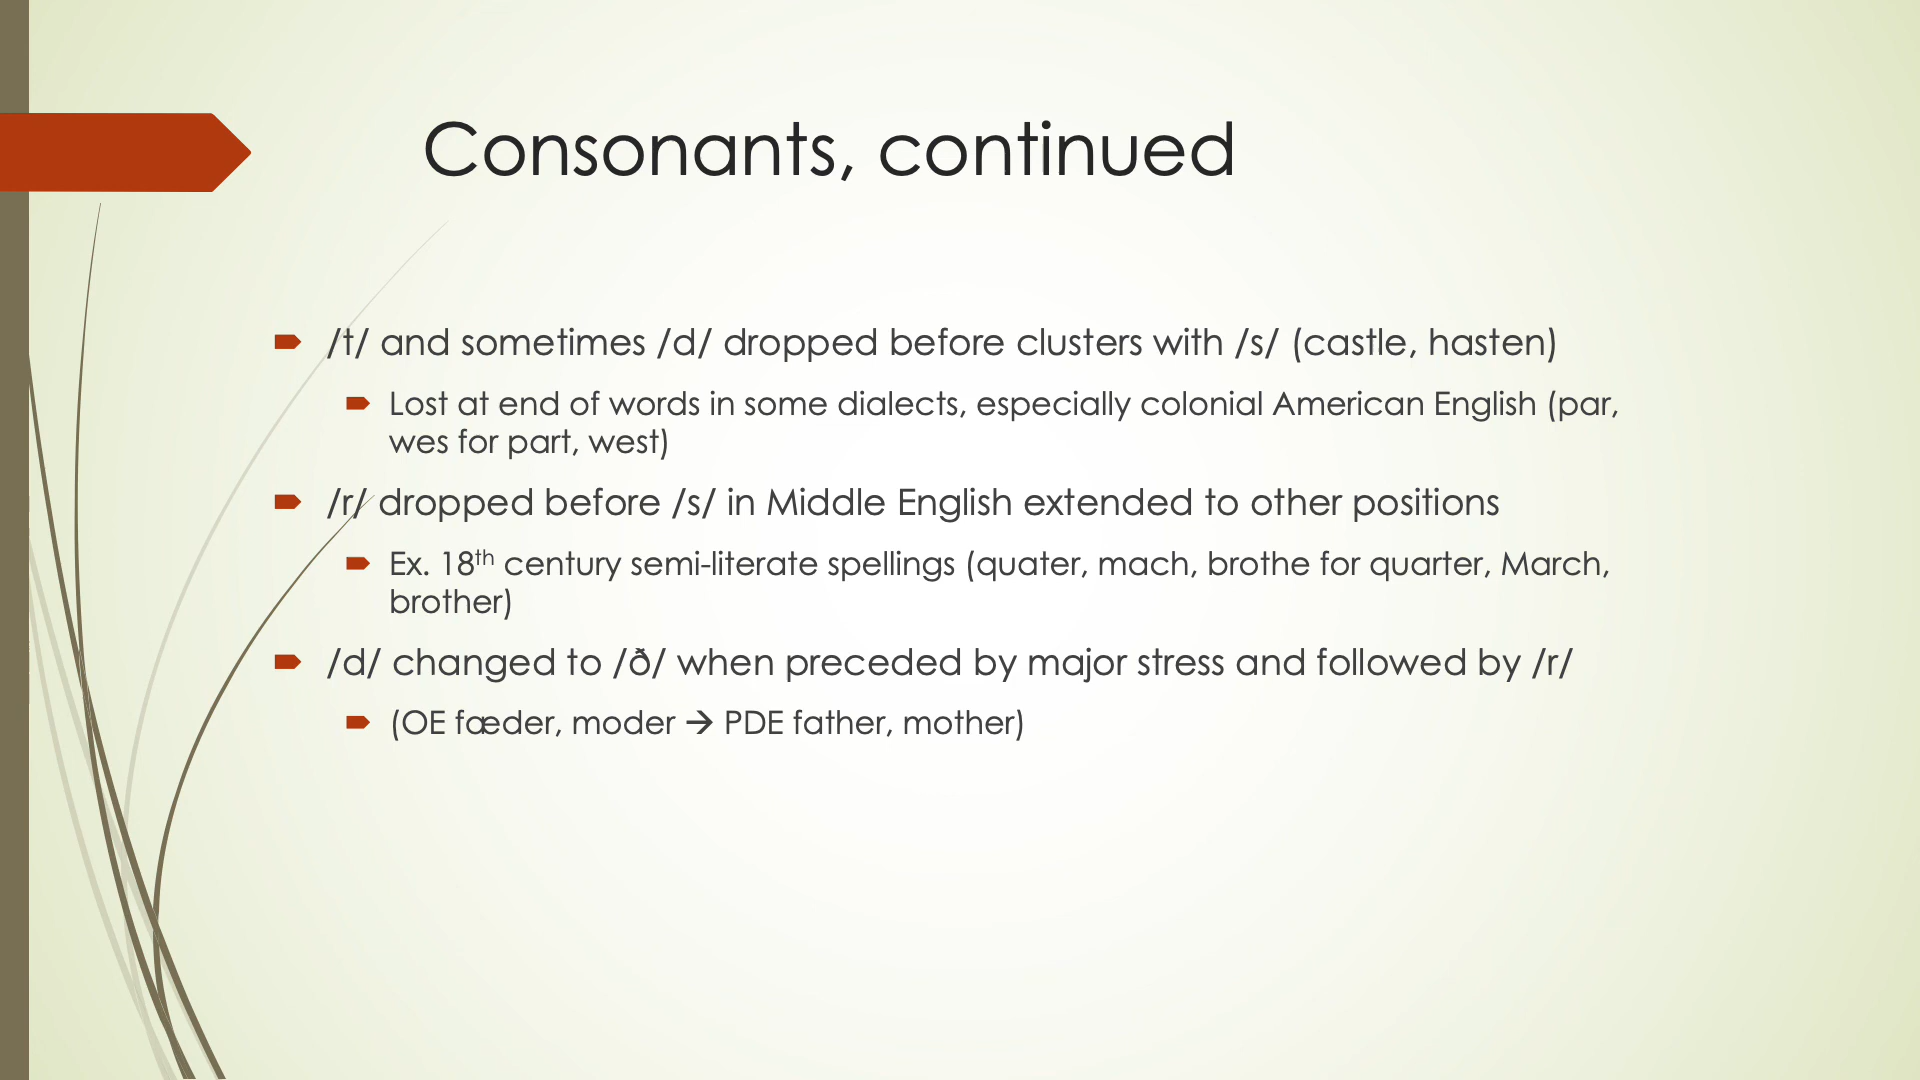 Consonants, continued
/t/ and sometimes /d/ dropped before clusters with /s/ (castle, hasten)
Lost at end of words in some dialects, especially colonial American English (par,
wes for part, west)
/r/ dropped before /s/ in Middle English extended to other positions
Ex. 18th century semi-literate spellings (quater, mach, brothe for quarter, March,
brother)
/d/ changed to /ð/ when preceded by major stress and followed by /r/
(OE fæder, moder → PDE father, mother)